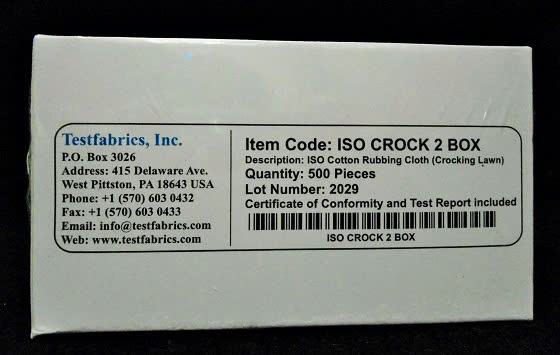 Testfabrics, Inc.
P.O. Box 3026
Address: 415 Delaware Ave.
West Pittston, PA 18643 USA
Phone: +1 (570) 603 0432
Fax: +1 (570) 603 0433
Email: info@testfabrics.com
Web: www.testfabrics.com
Item Code: ISO CROCK 2 BOX
Description: ISO Cotton Rubbing Cloth (Crocking Lawn)
Quantity: 500 Pieces
Lot Number: 2029
Certificate of Conformity and Test Report included
ISO CROCK 2 BOX